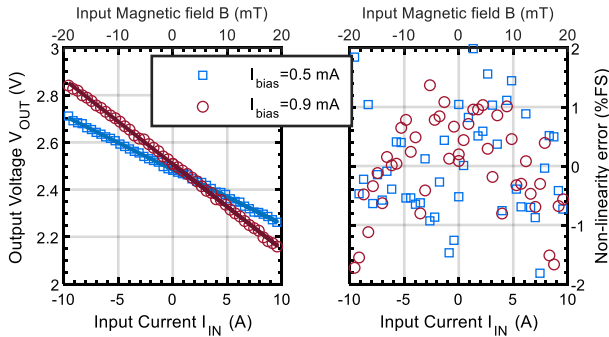 Input Magnetic field B (mT)
-20 -10 0 10 20
3
2.8
2.6
2.4
2.2
2
-10 -5 0 5 10
Output Voltage V_OUT (V)
Input Current I_IN (A)
I_bias=0.5 mA
I_bias=0.9 mA
Input Magnetic field B (mT)
-20 -10 0 10 20
2
1
0
-1
-2
-10 -5 0 5 10
Non-linearity error (%FS)
Input Current I_IN (A)